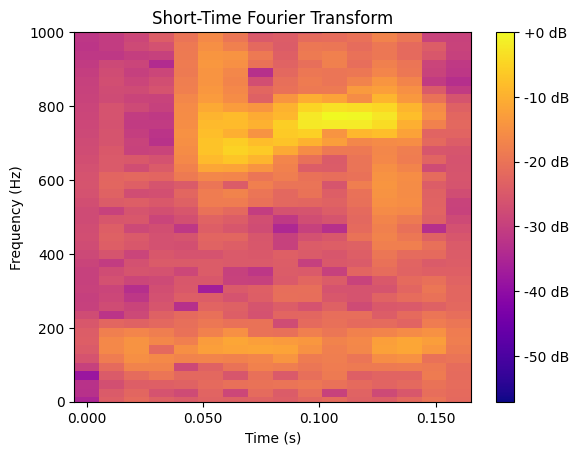 Short-Time Fourier Transform
1000
800
600
400
200
0
Frequency (Hz)
0.000
0.050
0.100
0.150
Time (s)
+0 dB
-10 dB
-20 dB
-30 dB
-40 dB
-50 dB